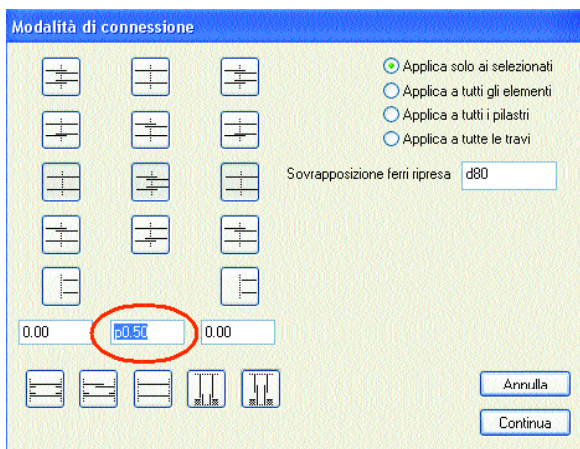 Modalità di connessione
Applica solo ai selezionati
Applica a tutti gli elementi
Applica a tutti i pilastri
Applica a tutte le travi
Sovrapposizione ferri ripresa d80
0.00 p0.50 0.00
Annulla
Continua